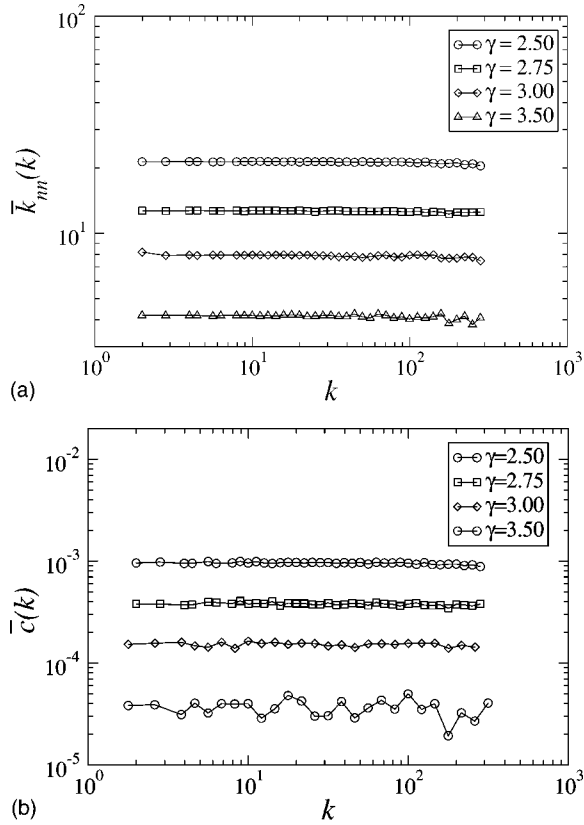 10^2
γ = 2.50
γ = 2.75
γ = 3.00
γ = 3.50
k̄_nn(k)
10^1
10^0 10^1 10^2 10^3
(a)
k
10^-2
γ=2.50
γ=2.75
γ=3.00
γ=3.50
10^-3
c̄(k)
10^-4
10^-5
10^0 10^1 10^2 10^3
(b)
k